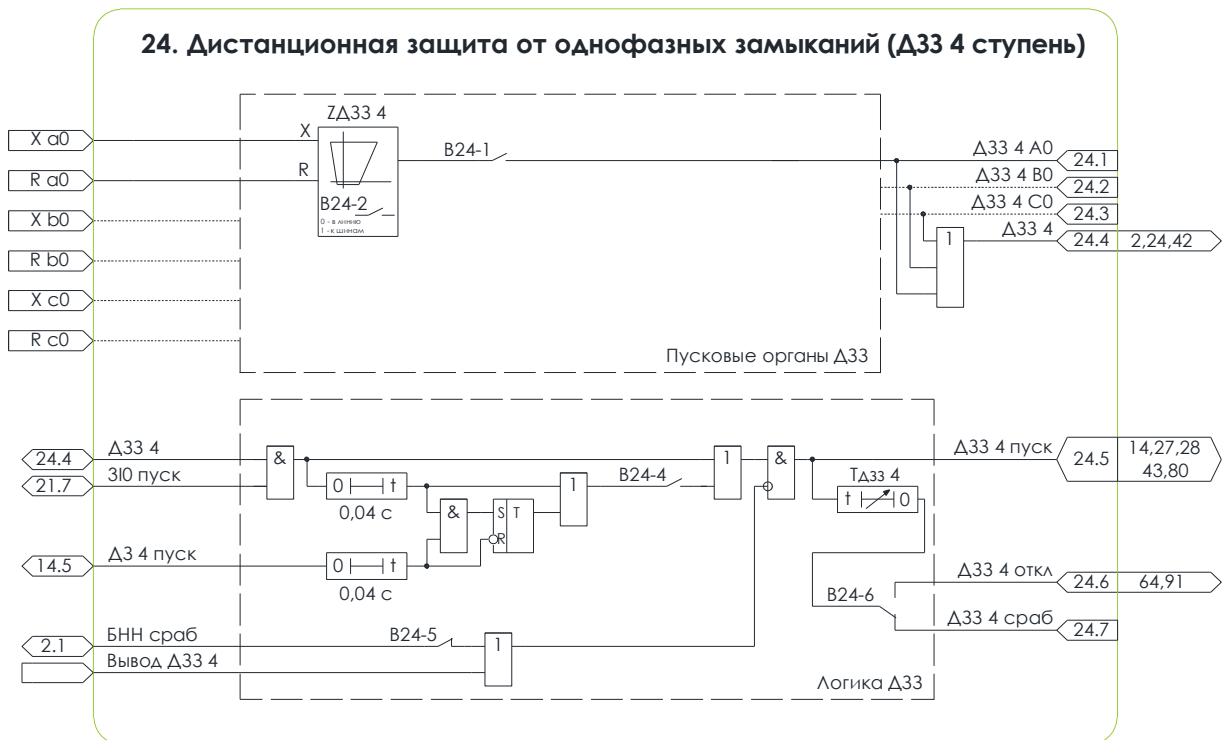 24. Дистанционная защита от однофазных замыканий (ДЗЗ 4 ступень)
ZДЗЗ 4
X a0
X
В24-1
ДЗЗ 4 A0
24.1
R a0
R
ДЗЗ 4 B0
24.2
В24-2
0 - в линию
1 - к шинам
ДЗЗ 4 C0
24.3
X b0
ДЗЗ 4
24.4
2,24,42
1
R b0
X c0
R c0
Пусковые органы ДЗЗ
24.4
ДЗЗ 4
&
1
&
ДЗЗ 4 пуск
24.5
14,27,28
43,80
21.7
3I0 пуск
0 t
0,04 с
1
В24-4
Tдзз 4
t 0
&
S T
R
14.5
ДЗ 4 пуск
0 t
0,04 с
ДЗЗ 4 откл
24.6
64,91
В24-6
2.1
БНН сраб
В24-5
1
ДЗЗ 4 сраб
24.7
Вывод ДЗЗ 4
Логика ДЗЗ